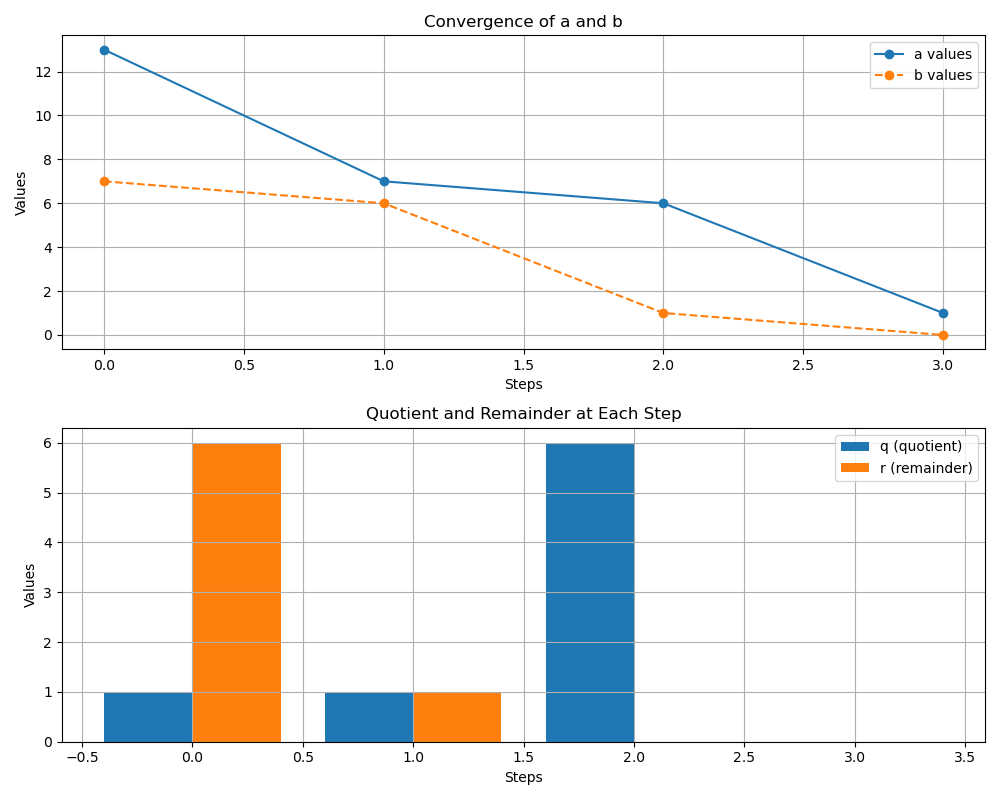 Convergence of a and b
a values
b values
12
10
8
6
4
2
0
Values
0.0 0.5 1.0 1.5 2.0 2.5 3.0
Steps
Quotient and Remainder at Each Step
q (quotient)
r (remainder)
6
5
4
3
2
1
0
Values
−0.5 0.0 0.5 1.0 1.5 2.0 2.5 3.0 3.5
Steps